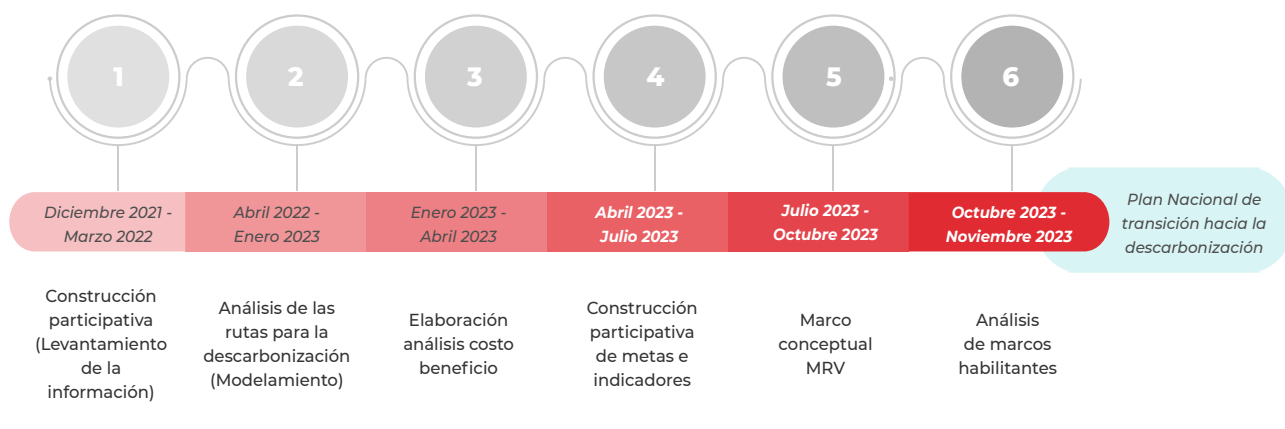 1
2
3
4
5
6
Diciembre 2021 -
Marzo 2022
Abril 2022 -
Enero 2023
Enero 2023 -
Abril 2023
Abril 2023 -
Julio 2023
Julio 2023 -
Octubre 2023
Octubre 2023 -
Noviembre 2023
Plan Nacional de
transición hacia la
descarbonización
Construcción
participativa
(Levantamiento
de la
información)
Análisis de las
rutas para la
descarbonización
(Modelamiento)
Elaboración
análisis costo
beneficio
Construcción
participativa
de metas e
indicadores
Marco
conceptual
MRV
Análisis
de marcos
habilitantes